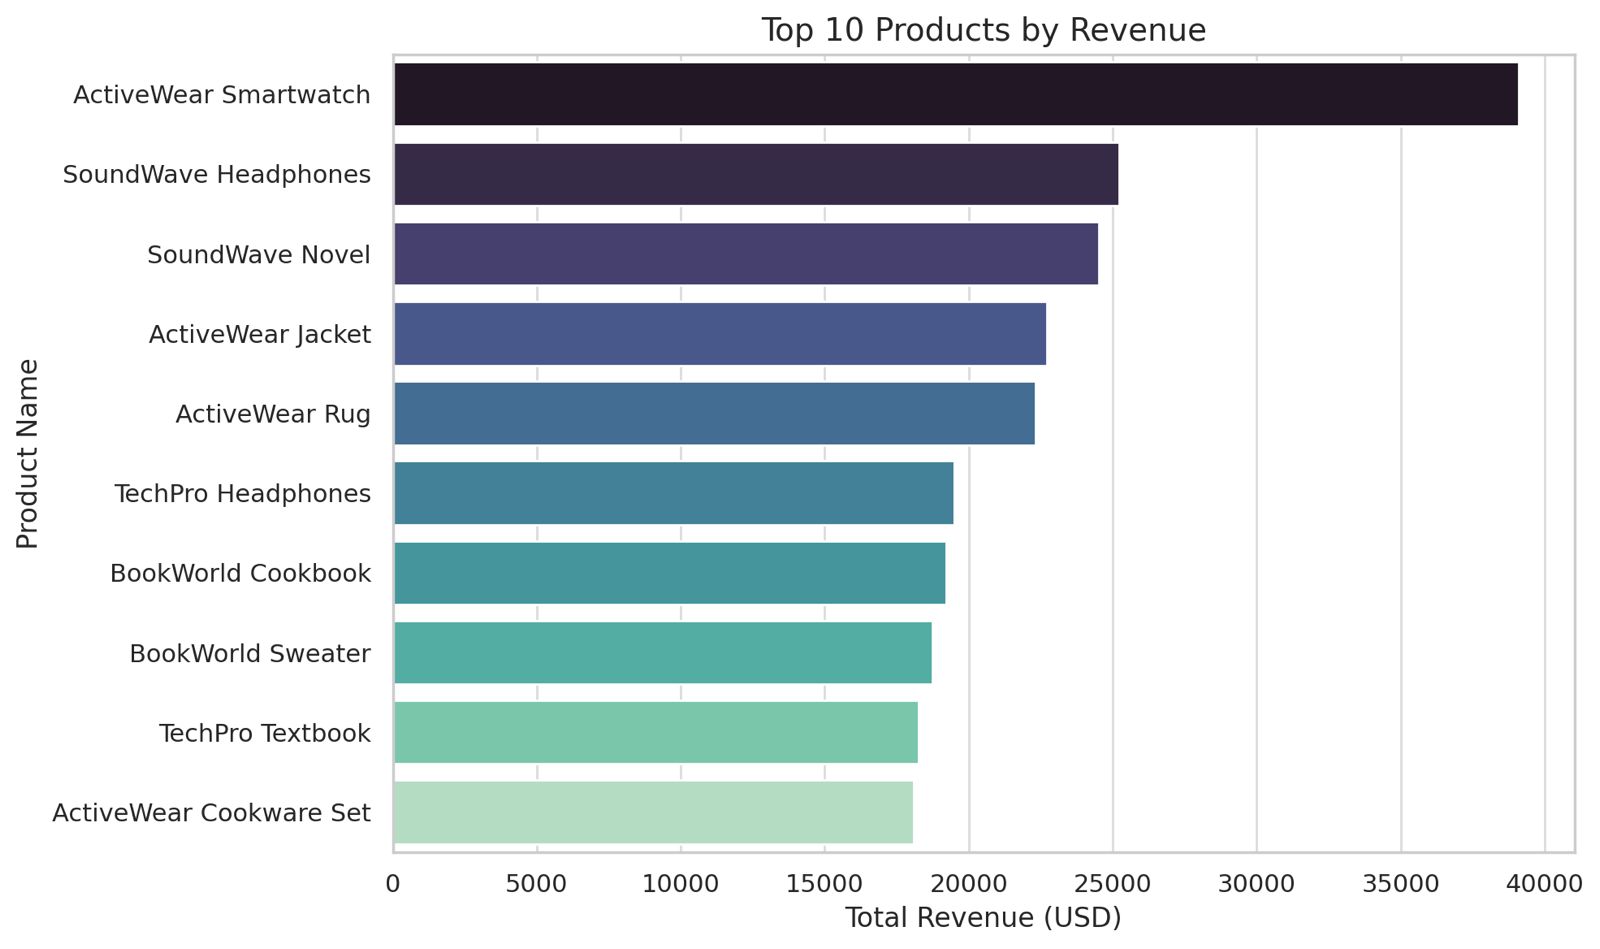 Top 10 Products by Revenue
Product Name
ActiveWear Smartwatch
SoundWave Headphones
SoundWave Novel
ActiveWear Jacket
ActiveWear Rug
TechPro Headphones
BookWorld Cookbook
BookWorld Sweater
TechPro Textbook
ActiveWear Cookware Set
0 5000 10000 15000 20000 25000 30000 35000 40000
Total Revenue (USD)